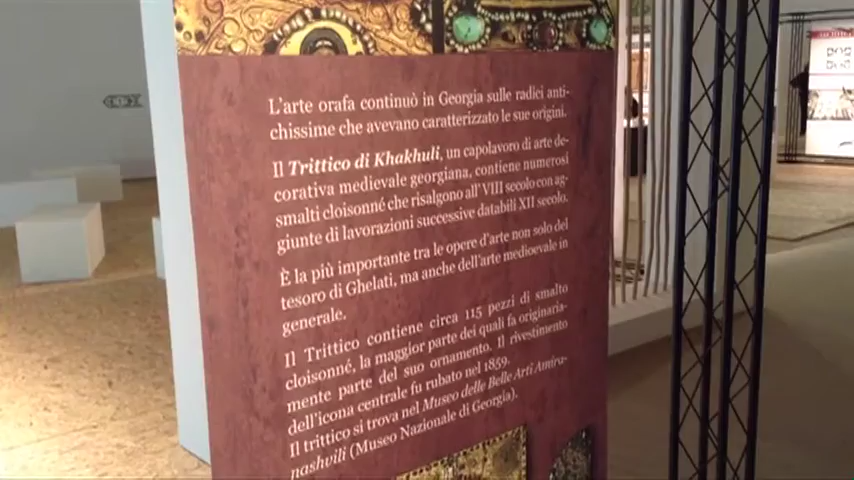 L'arte orafa continuò in Georgia sulle radici anti-
chissime che avevano caratterizzato le sue origini.
Il Trittico di Khakhuli, un capolavoro di arte de-
corativa medievale georgiana, contiene numerosi
smalti cloisonné che risalgono all'VIII secolo con ag-
giunte di lavorazioni successive databili XII secolo.
È la più importante tra le opere d'arte non solo del
tesoro di Ghelati, ma anche dell'arte medioevale in
generale.
Il Trittico contiene circa 115 pezzi di smalto
cloisonné, la maggior parte dei quali fa originaria-
mente parte del suo ornamento. Il rivestimento
dell'icona centrale fu rubato nel 1859.
Il trittico si trova nel Museo delle Belle Arti Amira-
nashvili (Museo Nazionale di Georgia).